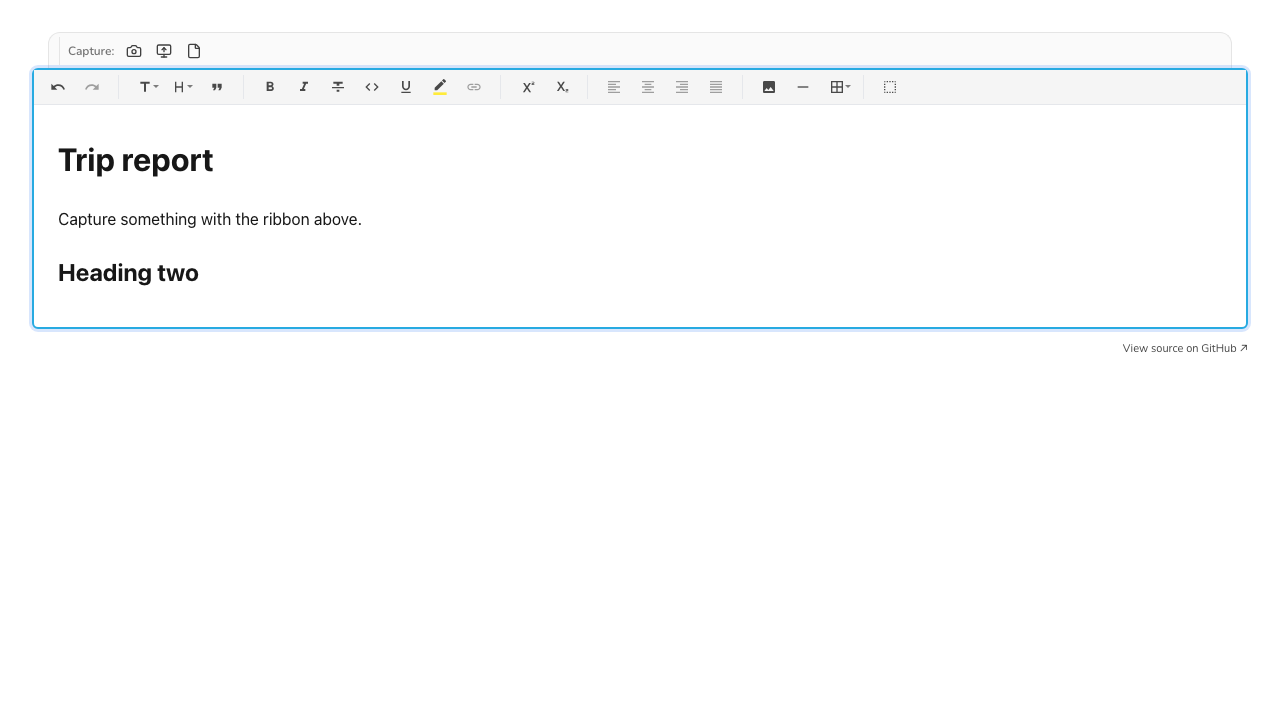 Capture:
Trip report
Capture something with the ribbon above.
Heading two
View source on GitHub ↗